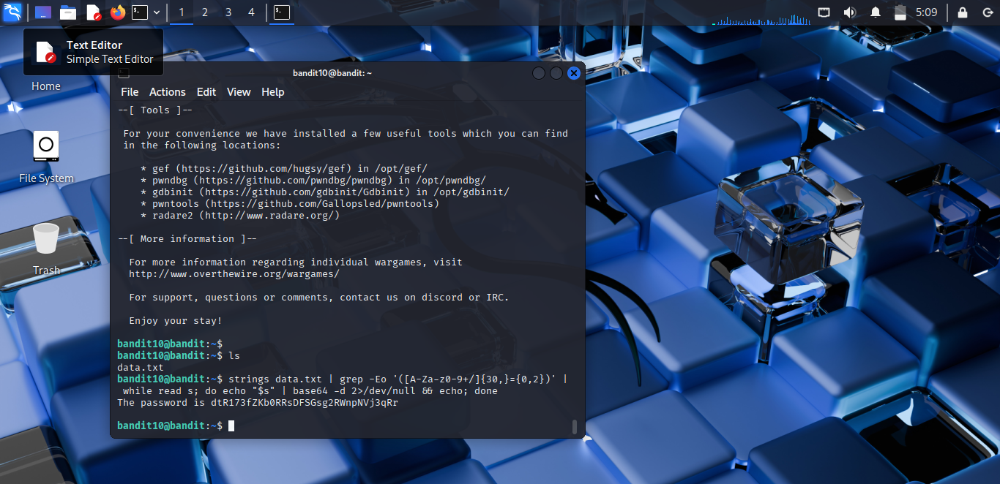 1 2 3 4
5:09
Text Editor
Simple Text Editor
Home
File System
Trash
bandit10@bandit: ~
File Actions Edit View Help
--[ Tools ]--
For your convenience we have installed a few useful tools which you can find
in the following locations:
* gef (https://github.com/hugsy/gef) in /opt/gef/
* pwndbg (https://github.com/pwndbg/pwndbg) in /opt/pwndbg/
* gdbinit (https://github.com/gdbinit/Gdbinit) in /opt/gdbinit/
* pwntools (https://github.com/Gallopsled/pwntools)
* radare2 (http://www.radare.org/)
--[ More information ]--
For more information regarding individual wargames, visit
http://www.overthewire.org/wargames/
For support, questions or comments, contact us on discord or IRC.
Enjoy your stay!
bandit10@bandit:~$
bandit10@bandit:~$ ls
data.txt
bandit10@bandit:~$ strings data.txt | grep -Eo '([A-Za-z0-9+/]{30,}={0,2})' |
while read s; do echo "$s" | base64 -d 2>/dev/null && echo; done
The password is dtR173fZKb0RRsDFSGsg2RWnpNVj3qRr
bandit10@bandit:~$